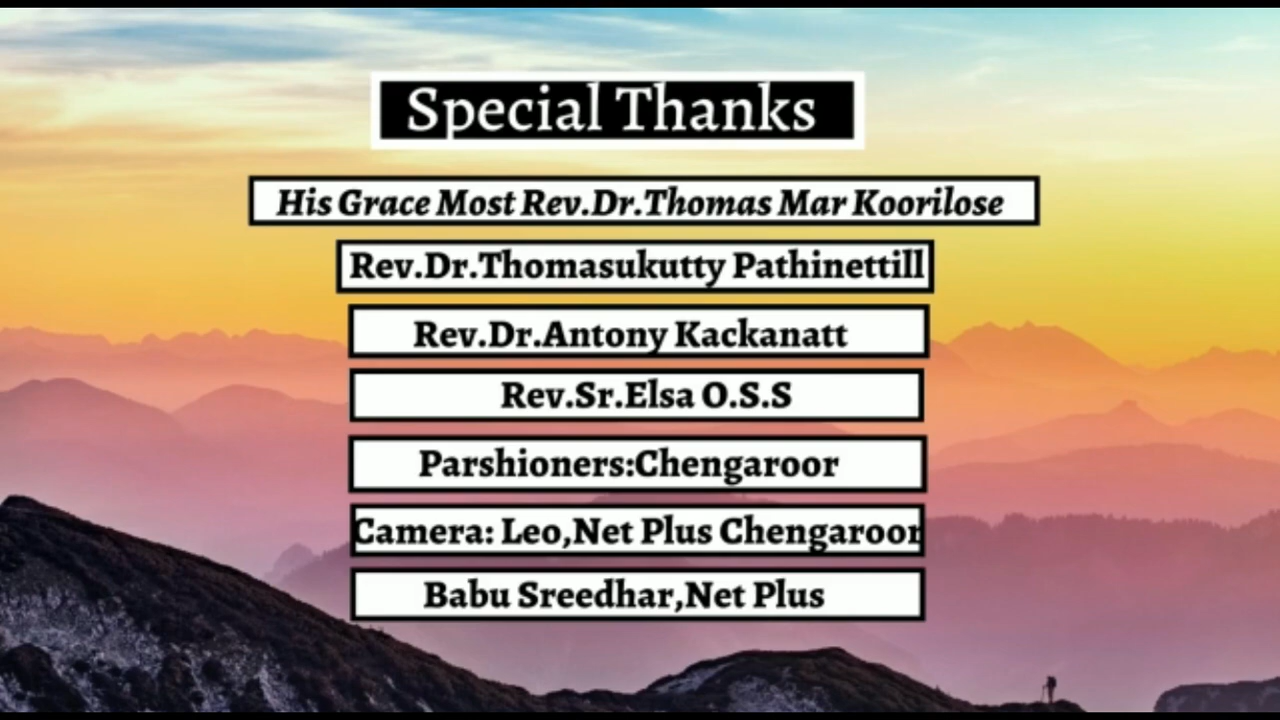 Special Thanks
His Grace Most Rev.Dr.Thomas Mar Koorilose
Rev.Dr.Thomasukutty Pathinettill
Rev.Dr.Antony Kackanatt
Rev.Sr.Elsa O.S.S
Parshioners:Chengaroor
Camera: Leo,Net Plus Chengaroor
Babu Sreedhar,Net Plus